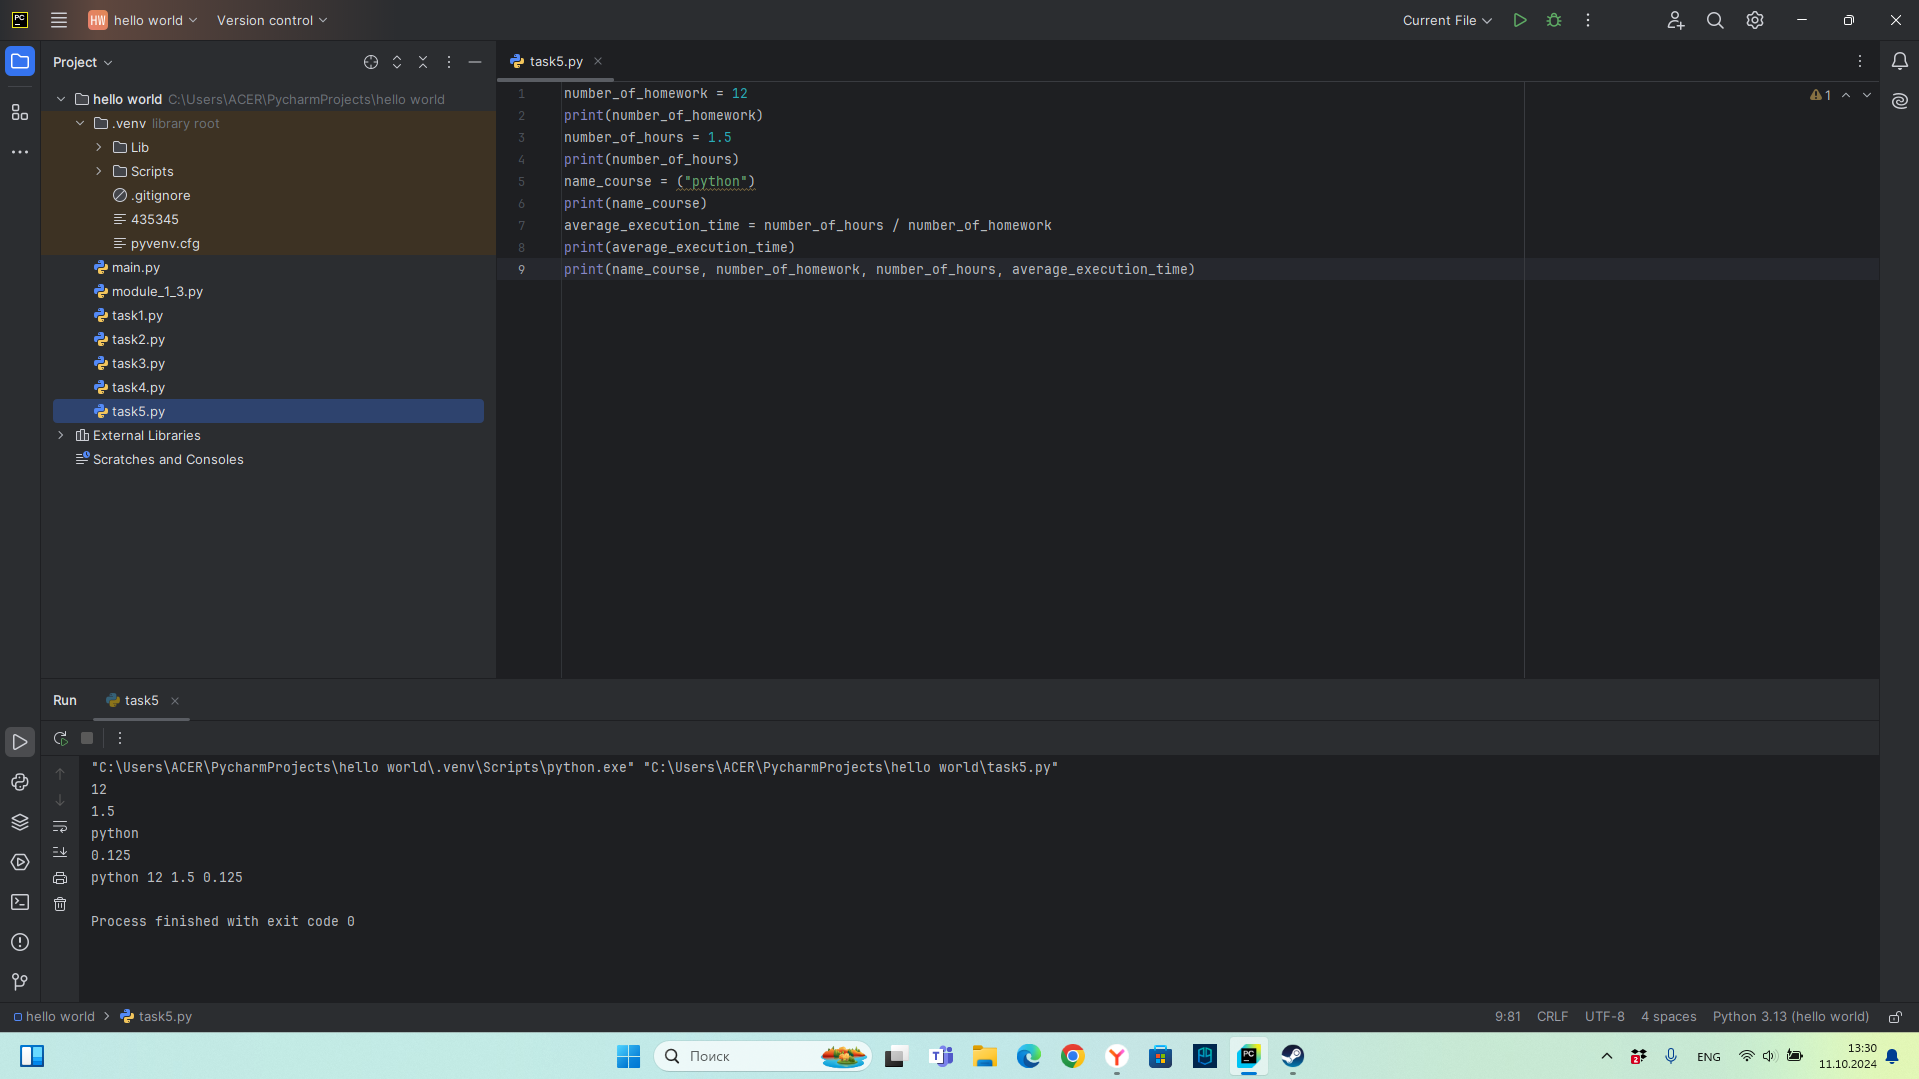 PC
HW hello world
Version control
Current File
Project
task5.py
hello world C:\Users\ACER\PycharmProjects\hello world
.venv library root
Lib
Scripts
.gitignore
435345
pyvenv.cfg
main.py
module_1_3.py
task1.py
task2.py
task3.py
task4.py
task5.py
External Libraries
Scratches and Consoles
1 number_of_homework = 12
2 print(number_of_homework)
3 number_of_hours = 1.5
4 print(number_of_hours)
5 name_course = ("python")
6 print(name_course)
7 average_execution_time = number_of_hours / number_of_homework
8 print(average_execution_time)
9 print(name_course, number_of_homework, number_of_hours, average_execution_time)
1
Run
task5
"C:\Users\ACER\PycharmProjects\hello world\.venv\Scripts\python.exe" "C:\Users\ACER\PycharmProjects\hello world\task5.py"
12
1.5
python
0.125
python 12 1.5 0.125
Process finished with exit code 0
hello world
task5.py
9:81
CRLF
UTF-8
4 spaces
Python 3.13 (hello world)
Поиск
PC
2
ENG
13:30
11.10.2024